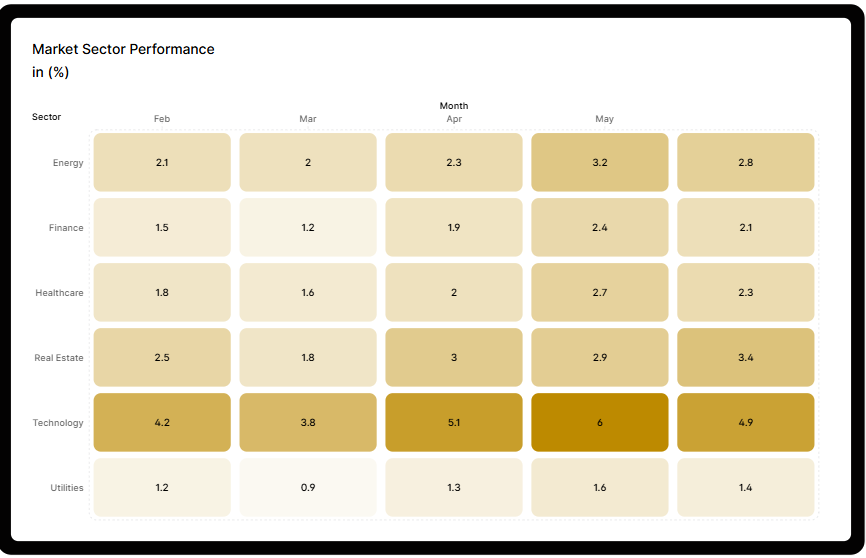 Market Sector Performance
in (%)
Month
Sector Feb Mar Apr May
Energy 2.1 2 2.3 3.2 2.8
Finance 1.5 1.2 1.9 2.4 2.1
Healthcare 1.8 1.6 2 2.7 2.3
Real Estate 2.5 1.8 3 2.9 3.4
Technology 4.2 3.8 5.1 6 4.9
Utilities 1.2 0.9 1.3 1.6 1.4